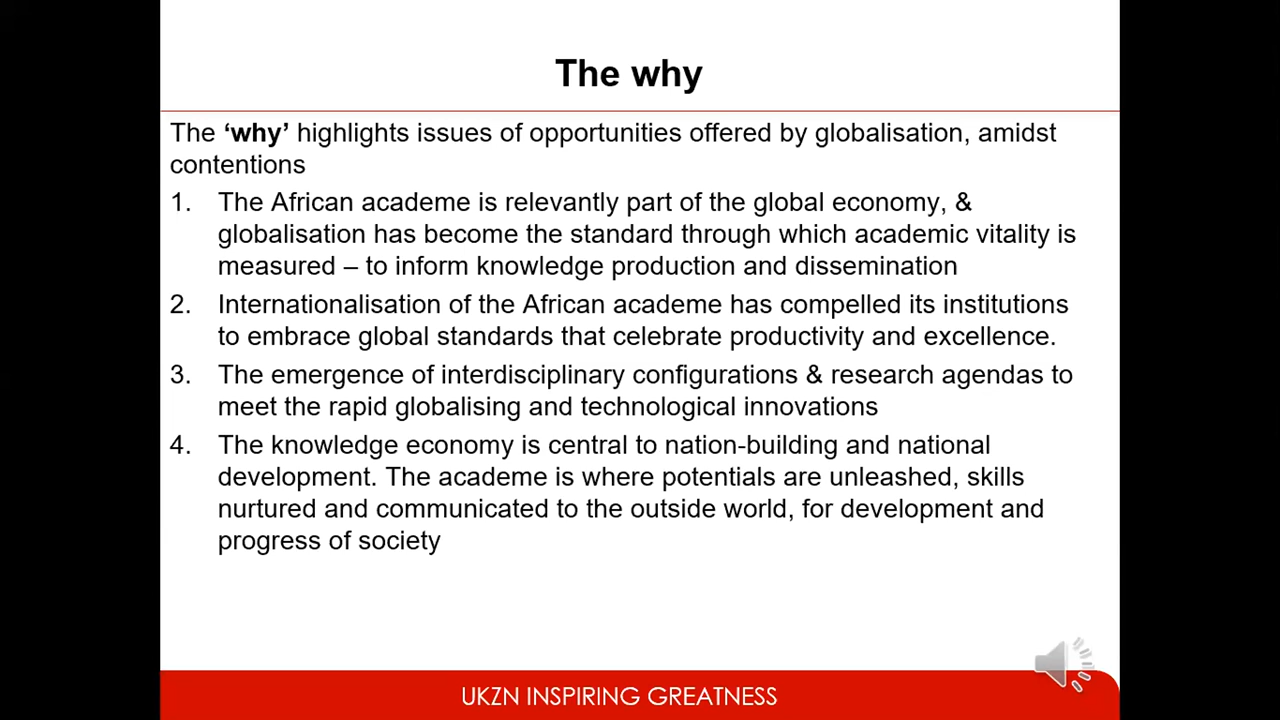 The why
The ‘why’ highlights issues of opportunities offered by globalisation, amidst
contentions
1. The African academe is relevantly part of the global economy, &
globalisation has become the standard through which academic vitality is
measured – to inform knowledge production and dissemination
2. Internationalisation of the African academe has compelled its institutions
to embrace global standards that celebrate productivity and excellence.
3. The emergence of interdisciplinary configurations & research agendas to
meet the rapid globalising and technological innovations
4. The knowledge economy is central to nation-building and national
development. The academe is where potentials are unleashed, skills
nurtured and communicated to the outside world, for development and
progress of society
UKZN INSPIRING GREATNESS